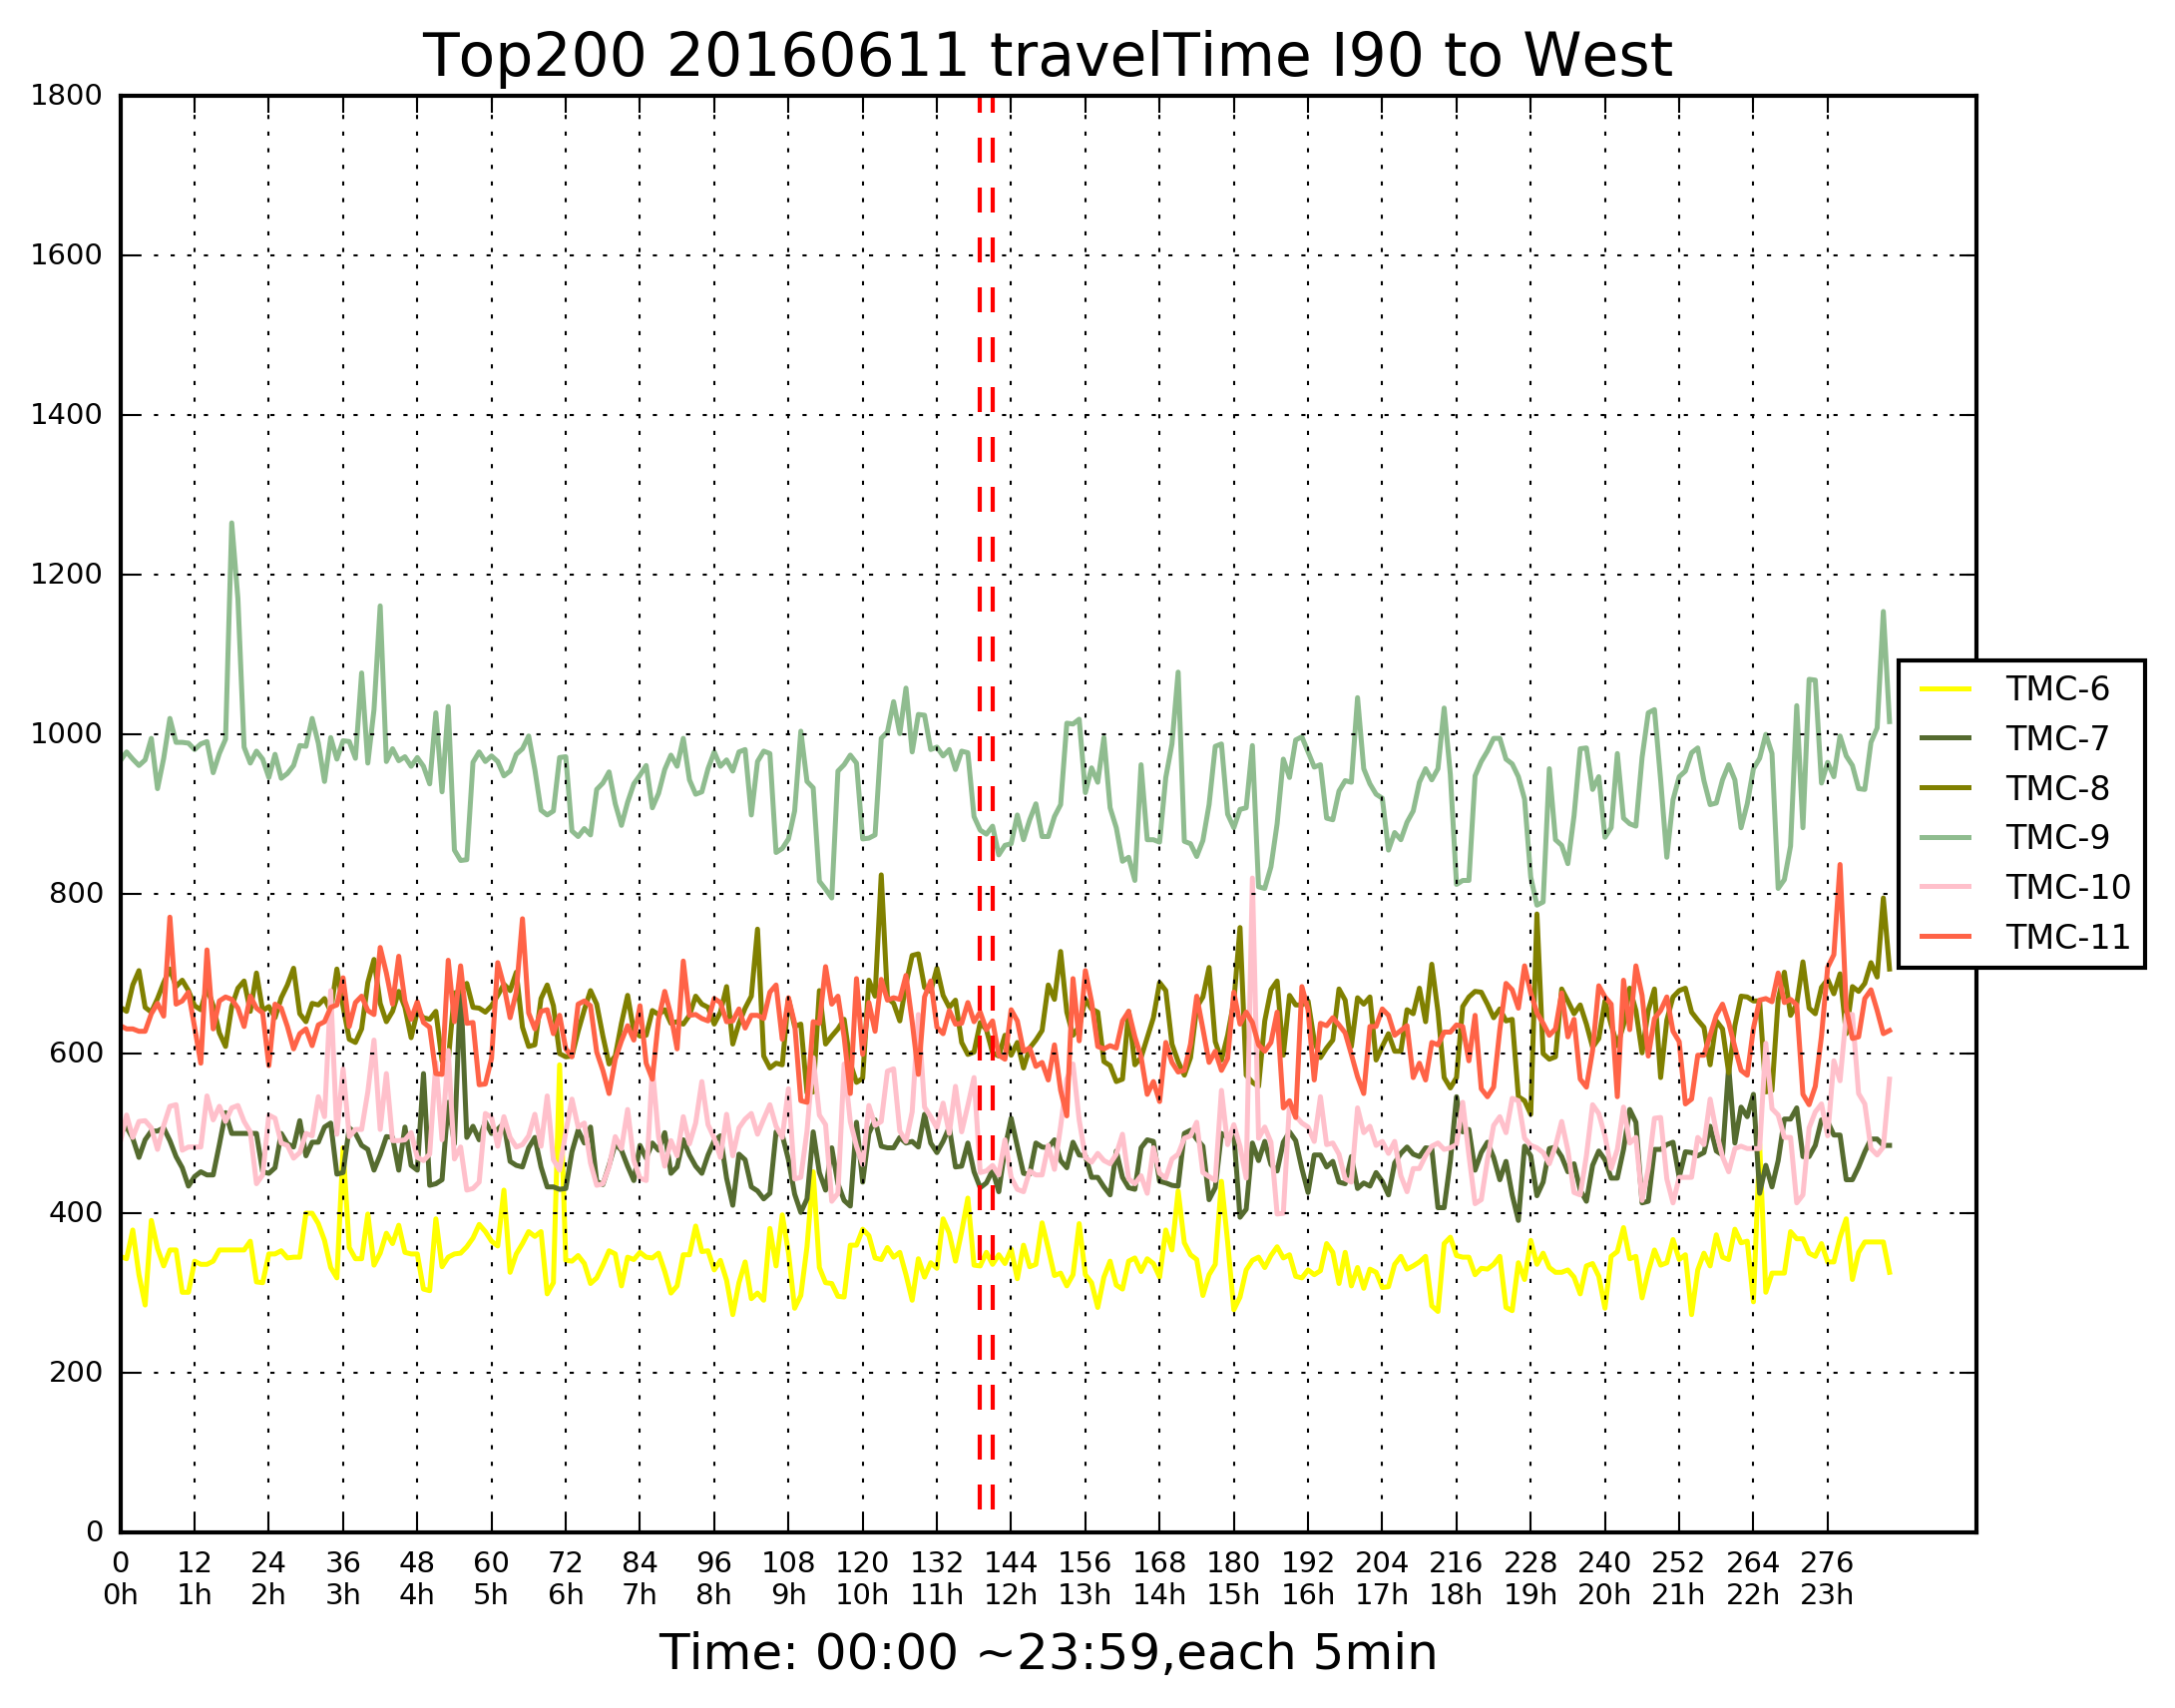 Top200 20160611 travelTime I90 to West
1800
1600
1400
1200
1000
800
600
400
200
0
TMC-6
TMC-7
TMC-8
TMC-9
TMC-10
TMC-11
0 12 24 36 48 60 72 84 96 108 120 132 144 156 168 180 192 204 216 228 240 252 264 276
0h 1h 2h 3h 4h 5h 6h 7h 8h 9h 10h 11h 12h 13h 14h 15h 16h 17h 18h 19h 20h 21h 22h 23h
Time: 00:00 ~23:59,each 5min